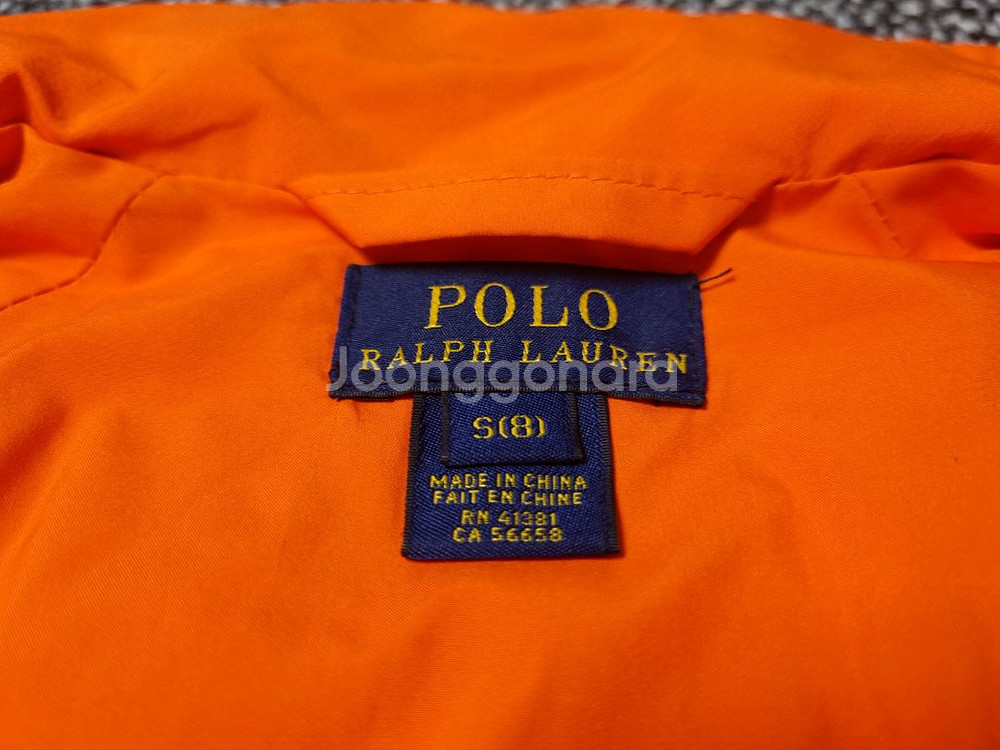 POLO
RALPH LAUREN
Joonggonara
S(8)
MADE IN CHINA
FAIT EN CHINE
RN 41381
CA 56658